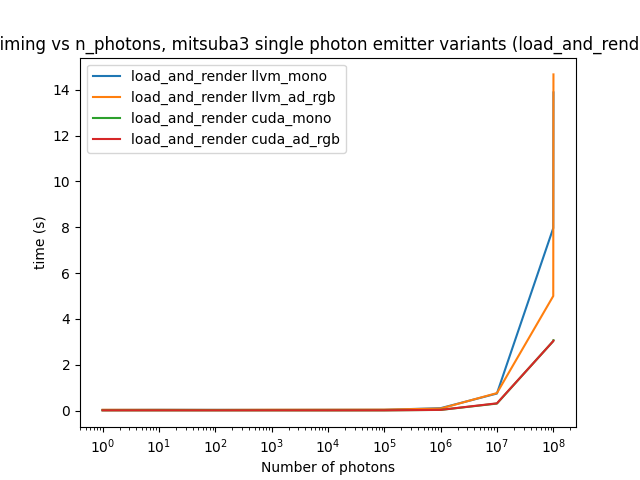 iming vs n_photons, mitsuba3 single photon emitter variants (load_and_rend
load_and_render llvm_mono
load_and_render llvm_ad_rgb
load_and_render cuda_mono
load_and_render cuda_ad_rgb
14
12
10
8
6
4
2
0
time (s)
10⁰ 10¹ 10² 10³ 10⁴ 10⁵ 10⁶ 10⁷ 10⁸
Number of photons